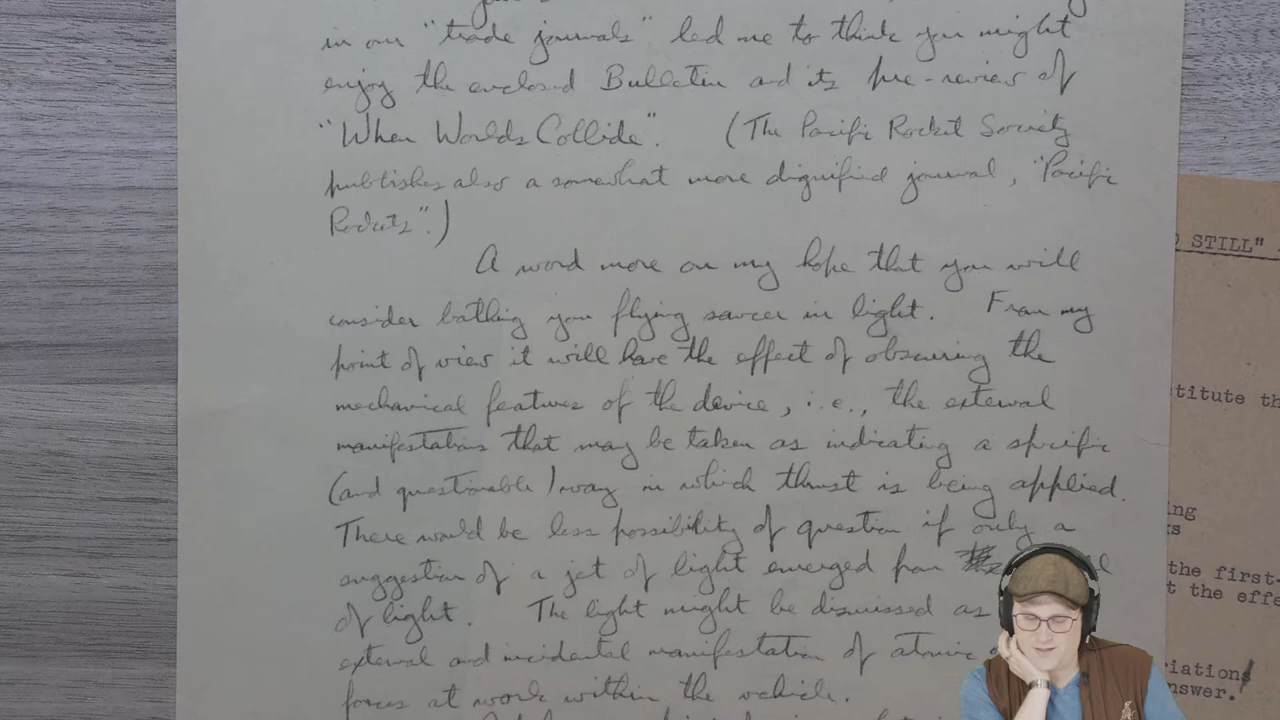 in our "trade journals" led me to think you might
enjoy the enclosed Bulletin and its pre-review of
"When Worlds Collide". (The Pacific Rocket Society
publishes also a somewhat more dignified journal, "Pacific
Rockets".)
A word more on my hope that you will
consider bathing your flying saucer in light. From my
point of view it will have the effect of obscuring the
mechanical features of the device, i.e., the external
manifestations that may be taken as indicating a specific
(and questionable) way in which thrust is being applied.
There would be less possibility of question if only a
suggestion of a jet of light emerged from
of light. The light might be dismissed as
external and incidental manifestation of atomic
forces at work within the vehicle.
STILL"
titute th
ng
ks
the first-
t the effe
iations
nswer.